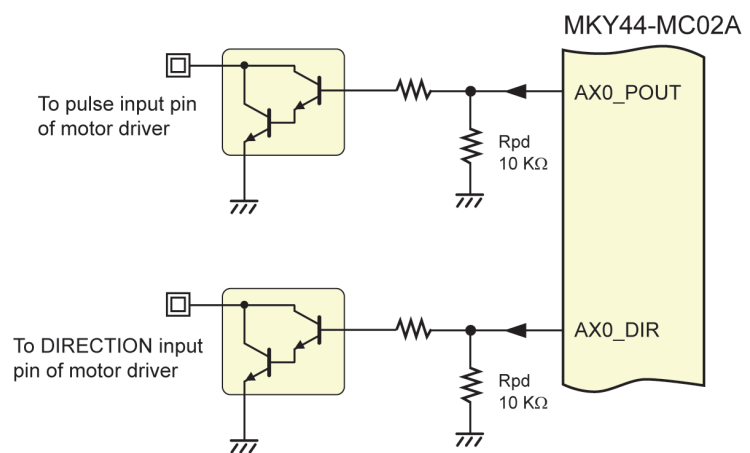 MKY44-MC02A
AX0_POUT
To pulse input pin
of motor driver
Rpd
10 KΩ
AX0_DIR
To DIRECTION input
pin of motor driver
Rpd
10 KΩ